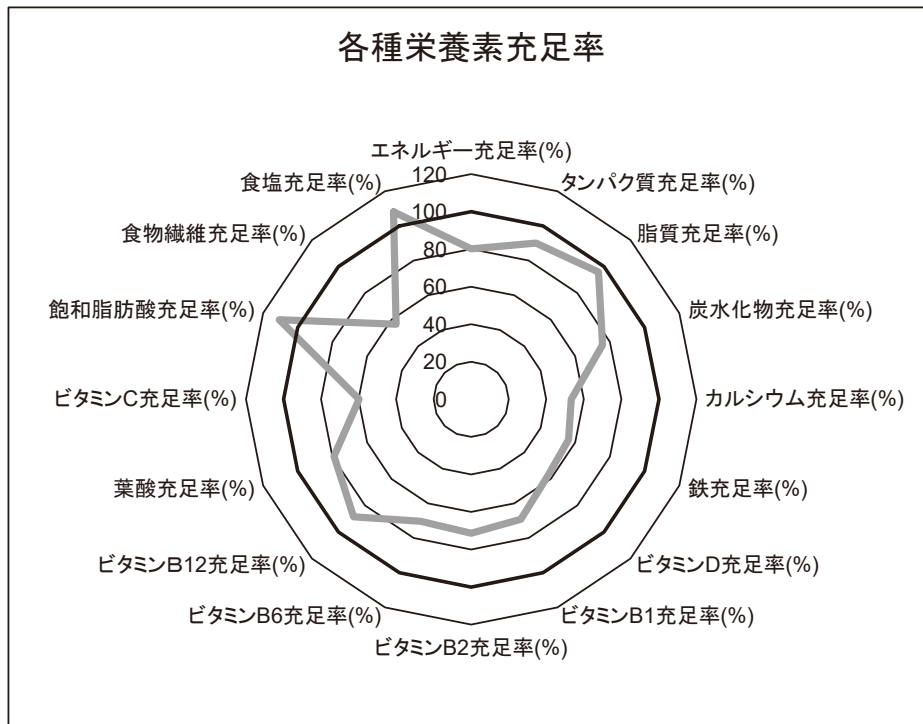 各種栄養素充足率
エネルギー充足率(%)
タンパク質充足率(%)
脂質充足率(%)
炭水化物充足率(%)
カルシウム充足率(%)
鉄充足率(%)
ビタミンD充足率(%)
ビタミンB1充足率(%)
ビタミンB2充足率(%)
ビタミンB6充足率(%)
ビタミンB12充足率(%)
葉酸充足率(%)
ビタミンC充足率(%)
飽和脂肪酸充足率(%)
食物繊維充足率(%)
食塩充足率(%)
120
100
80
60
40
20
0